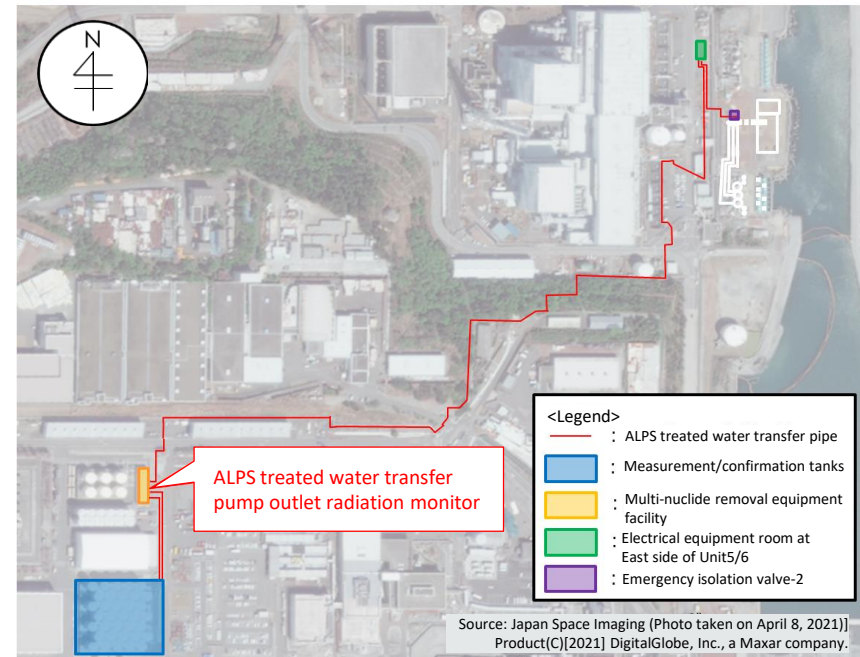 N
ALPS treated water transfer
pump outlet radiation monitor
<Legend>
: ALPS treated water transfer pipe
: Measurement/confirmation tanks
: Multi-nuclide removal equipment
facility
: Electrical equipment room at
East side of Unit5/6
: Emergency isolation valve-2
Source: Japan Space Imaging (Photo taken on April 8, 2021)]
Product(C)[2021] DigitalGlobe, Inc., a Maxar company.